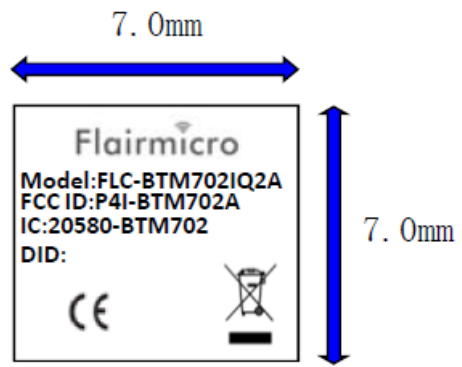 7.0mm
Flairmicro
Model:FLC-BTM702IQ2A
FCC ID:P4I-BTM702A
IC:20580-BTM702
DID:
CE
7.0mm